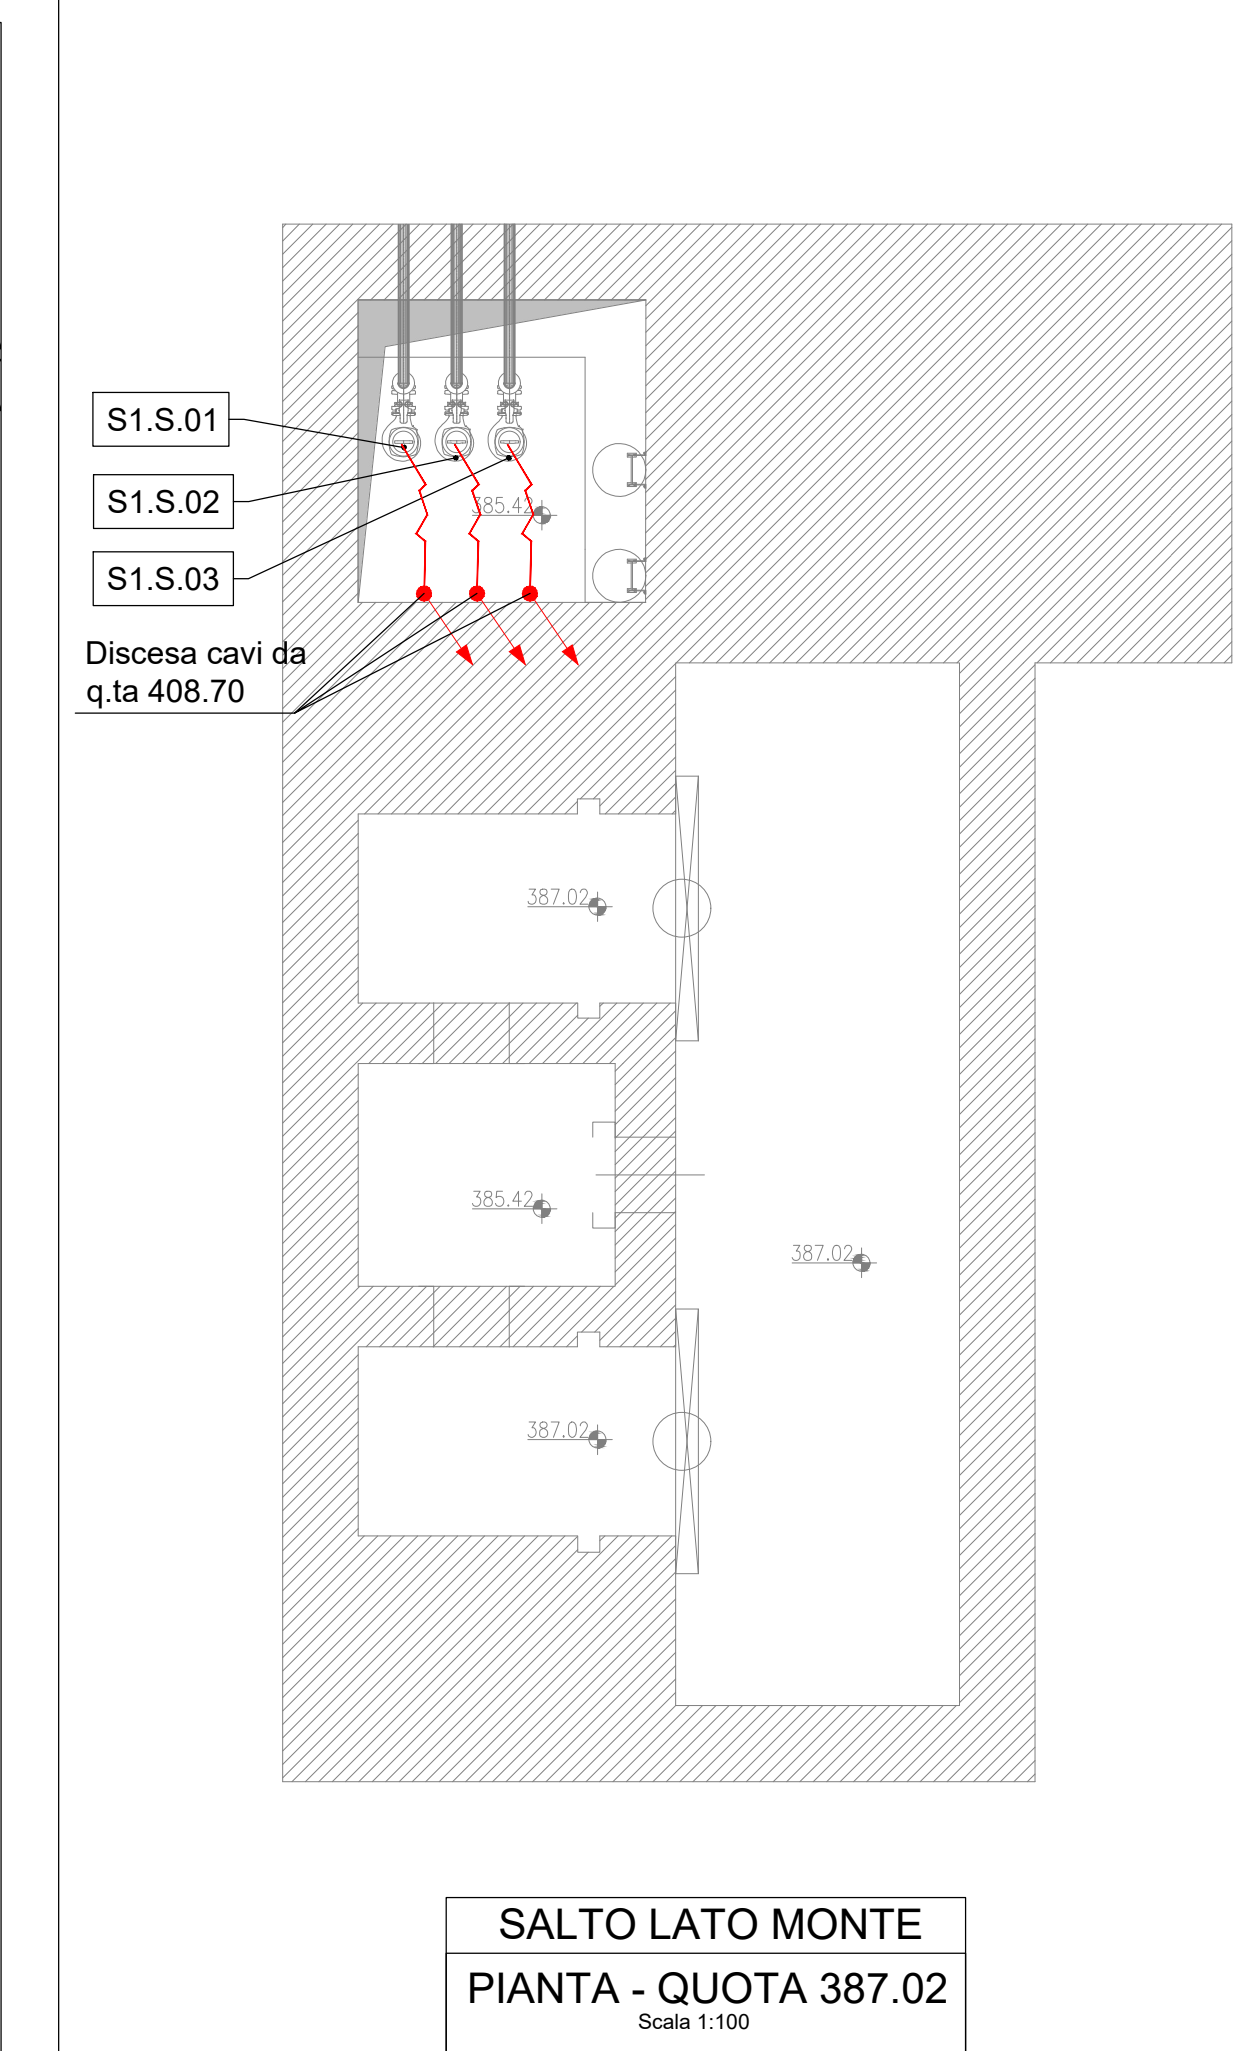 S1.S.01
S1.S.02
385.42
S1.S.03
Discesa cavi da
q.ta 408.70
387.02
385.42
387.02
387.02
SALTO LATO MONTE
PIANTA - QUOTA 387.02
Scala 1:100